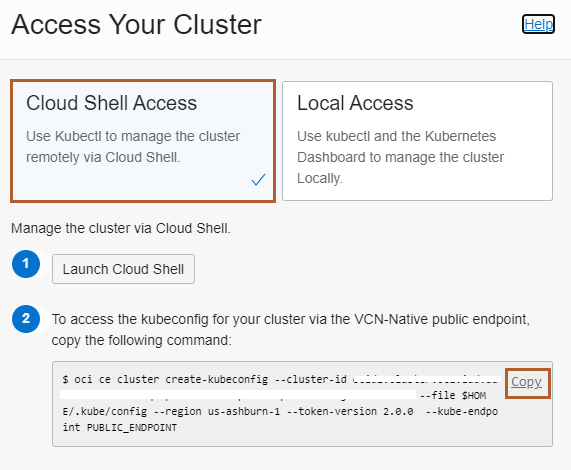 Access Your Cluster
Help
Cloud Shell Access
Use Kubectl to manage the cluster
remotely via Cloud Shell.
Local Access
Use kubectl and the Kubernetes
Dashboard to manage the cluster
Locally.
Manage the cluster via Cloud Shell.
1
Launch Cloud Shell
2
To access the kubeconfig for your cluster via the VCN-Native public endpoint,
copy the following command:
$ oci ce cluster create-kubeconfig --cluster-id
Copy
--file $HOM
E/.kube/config --region us-ashburn-1 --token-version 2.0.0  --kube-endpo
int PUBLIC_ENDPOINT